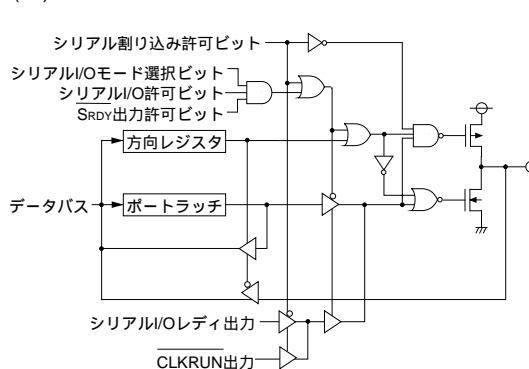 シリアル割り込み許可ビット
シリアルI/Oモード選択ビット
シリアルI/O許可ビット
SRDY出力許可ビット
方向レジスタ
データバス
ポートラッチ
シリアルI/Oレディ出力
CLKRUN出力